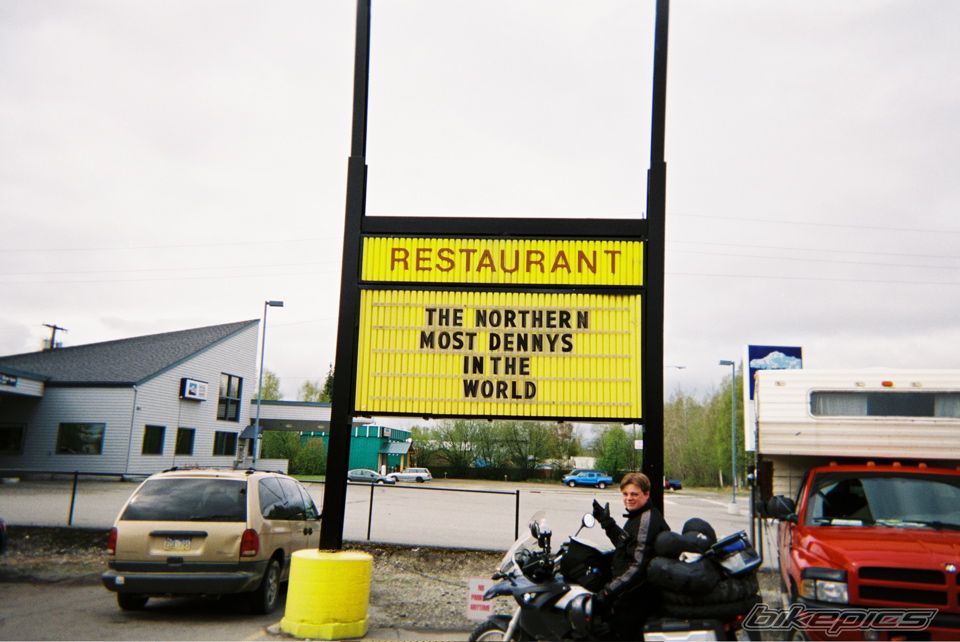 RESTAURANT
THE NORTHERN
MOST DENNYS
IN THE
WORLD
bikepics